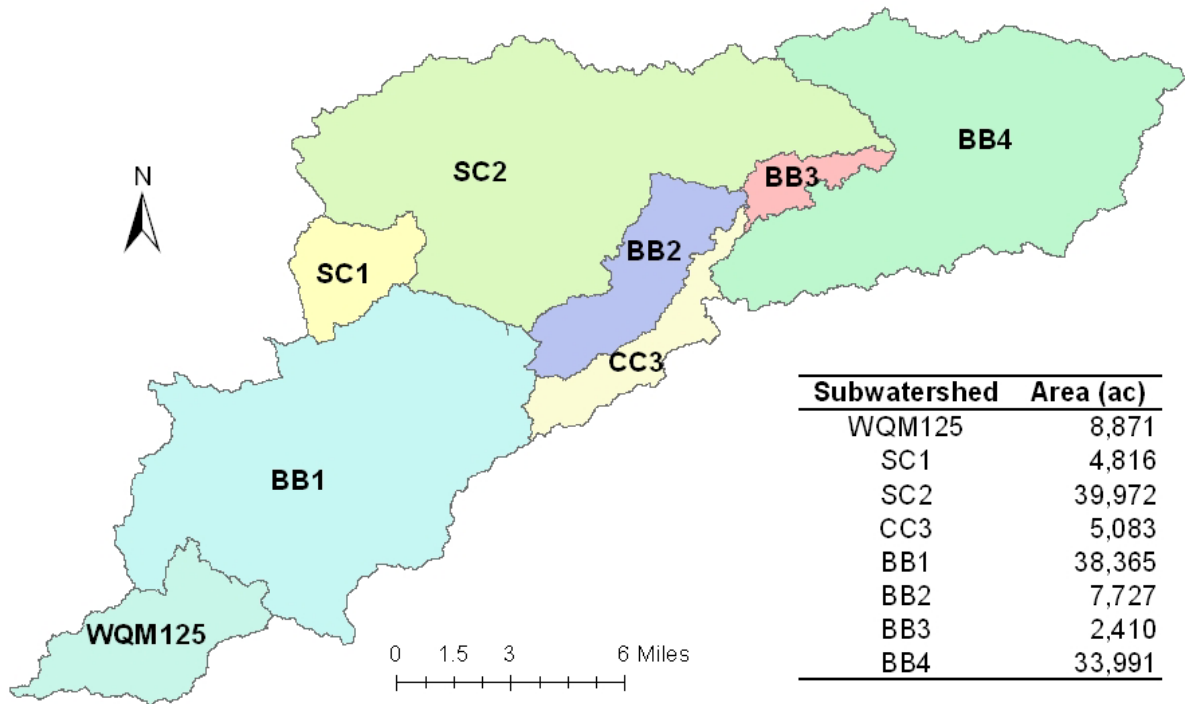 BB4
SC2
BB3
N
BB2
SC1
CC3
BB1
WQM125
0 1.5 3 6 Miles
Subwatershed Area (ac)
WQM125 8,871
SC1 4,816
SC2 39,972
CC3 5,083
BB1 38,365
BB2 7,727
BB3 2,410
BB4 33,991